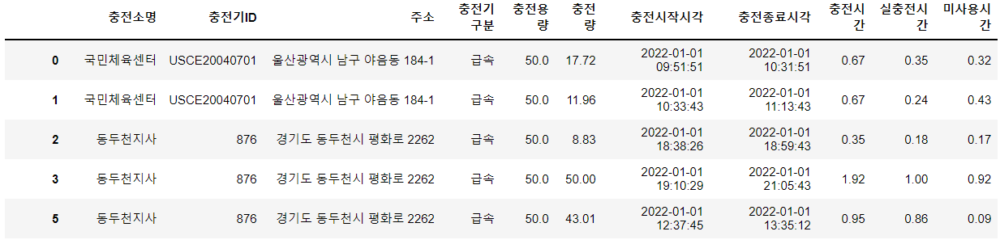 충전소명 충전기ID 주소 충전기구분 충전용량 충전량 충전시작시각 충전종료시각 충전시간 실충전시간 미사용시간
0 국민체육센터 USCE20040701 울산광역시 남구 야음동 184-1 급속 50.0 17.72 2022-01-01 09:51:51 2022-01-01 10:31:51 0.67 0.35 0.32
1 국민체육센터 USCE20040701 울산광역시 남구 야음동 184-1 급속 50.0 11.96 2022-01-01 10:33:43 2022-01-01 11:13:43 0.67 0.24 0.43
2 동두천지사 876 경기도 동두천시 평화로 2262 급속 50.0 8.83 2022-01-01 18:38:26 2022-01-01 18:59:43 0.35 0.18 0.17
3 동두천지사 876 경기도 동두천시 평화로 2262 급속 50.0 50.00 2022-01-01 19:10:29 2022-01-01 21:05:43 1.92 1.00 0.92
5 동두천지사 876 경기도 동두천시 평화로 2262 급속 50.0 43.01 2022-01-01 12:37:45 2022-01-01 13:35:12 0.95 0.86 0.09